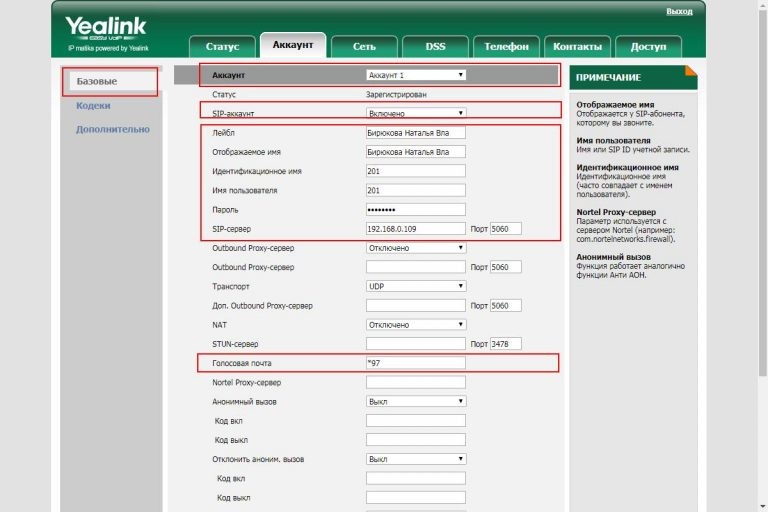 Yealink
easy VoIP
IP matika powered by Yealink
Выход
Статус
Аккаунт
Сеть
DSS
Телефон
Контакты
Доступ
Базовые
Кодеки
Дополнительно
Аккаунт Аккаунт 1
Статус Зарегистрирован
SIP-аккаунт Включено
Лейбл Бирюкова Наталья Вла
Отображаемое имя Бирюкова Наталья Вла
Идентификационное имя 201
Имя пользователя 201
Пароль ••••••••
SIP-сервер 192.168.0.109 Порт 5060
Outbound Proxy-сервер Отключено
Outbound Proxy-сервер Порт 5060
Транспорт UDP
Доп. Outbound Proxy-сервер Порт 5060
NAT Отключено
STUN-сервер Порт 3478
Голосовая почта *97
Nortel Proxy-сервер
Анонимный вызов Выкл
Код вкл
Код выкл
Отклонить аноним. вызов Выкл
Код вкл
Код выкл
ПРИМЕЧАНИЕ
Отображаемое имя
Отображается у SIP-абонента,
которому вы звоните.
Имя пользователя
Имя или SIP ID учетной записи.
Идентификационное имя
Идентификационное имя
(часто совпадает с именем
пользователя).
Nortel Proxy-сервер
Параметр используется с
сервером Nortel (например:
com.nortelnetworks.firewall).
Анонимный вызов
Функция работает аналогично
функции Анти АОН.